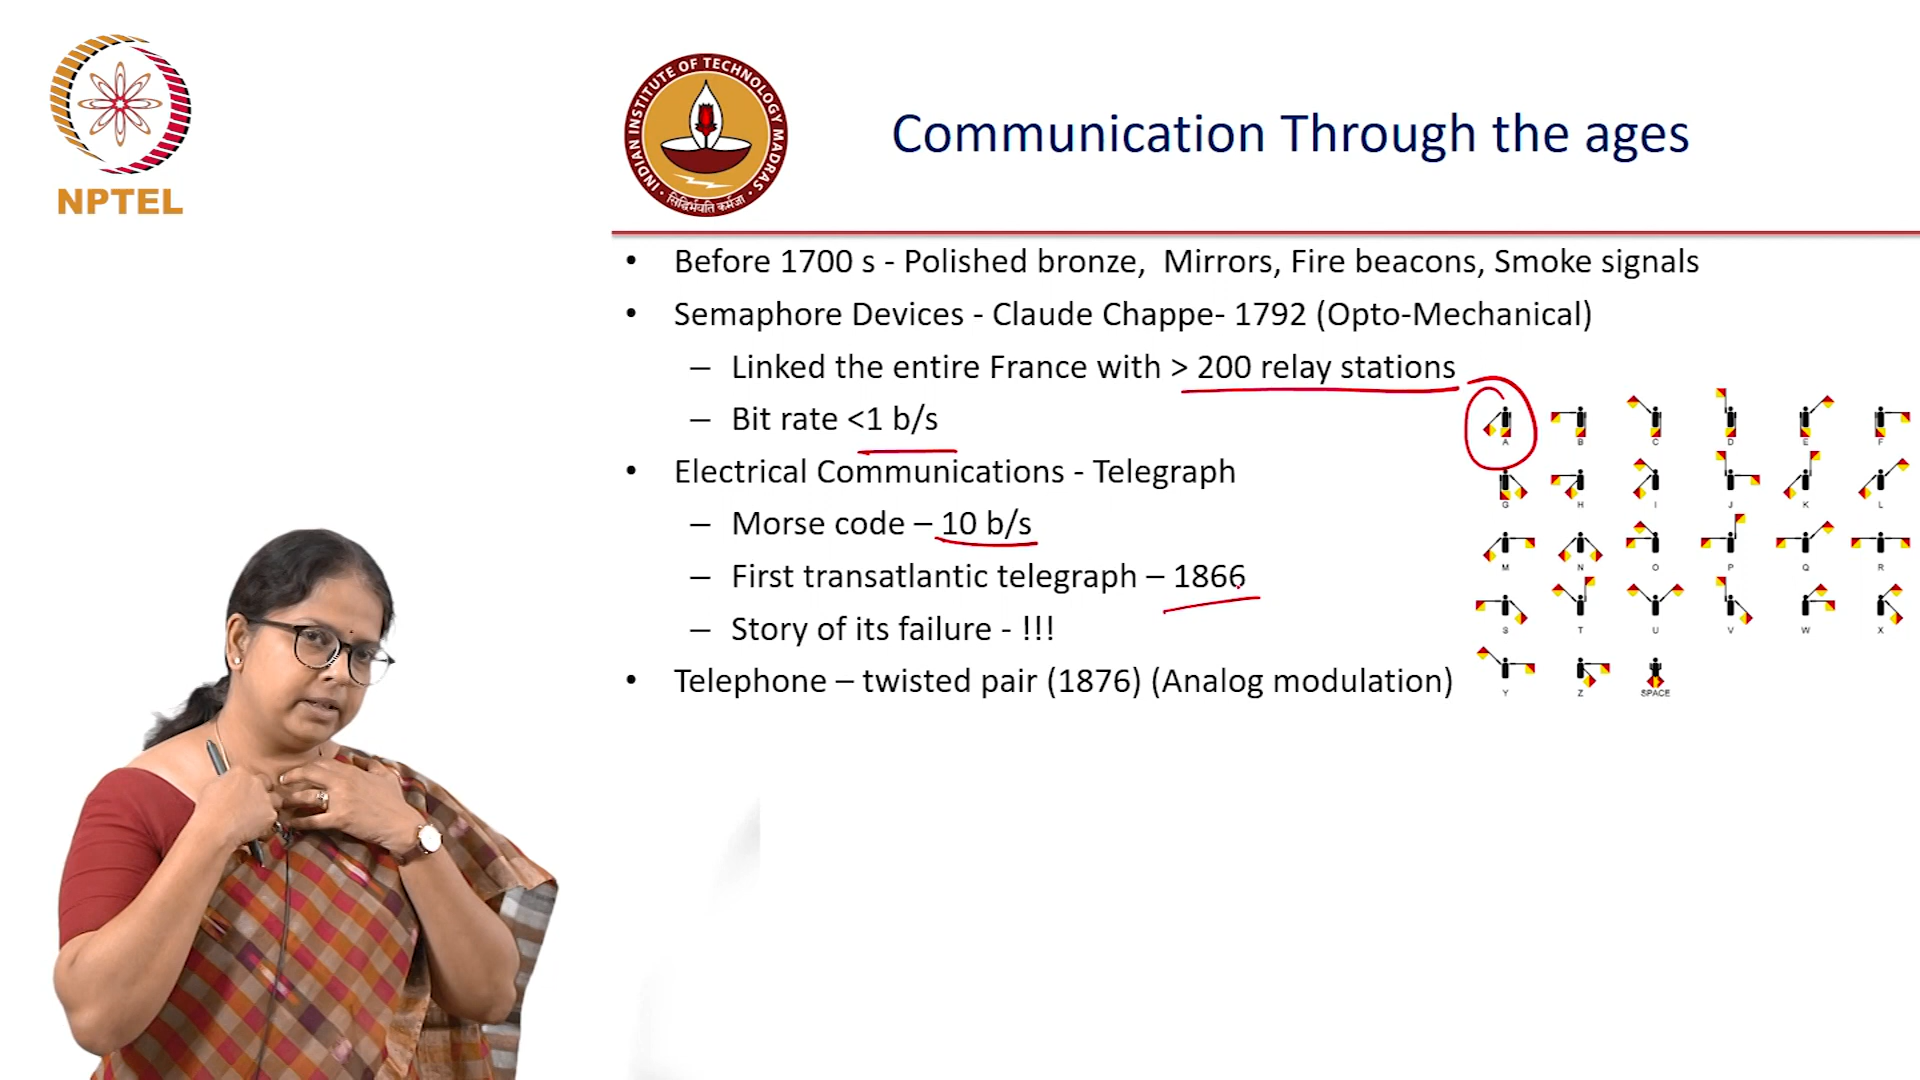 NPTEL
INDIAN INSTITUTE OF TECHNOLOGY MADRAS
सिद्धिर्भवति कर्मजा
Communication Through the ages
• Before 1700 s - Polished bronze, Mirrors, Fire beacons, Smoke signals
• Semaphore Devices - Claude Chappe- 1792 (Opto-Mechanical)
– Linked the entire France with > 200 relay stations
– Bit rate <1 b/s
• Electrical Communications - Telegraph
– Morse code – 10 b/s
– First transatlantic telegraph – 1866
– Story of its failure - !!!
• Telephone – twisted pair (1876) (Analog modulation)
A B C D E F
G H I J K L
M N O P Q R
S T U V W X
Y Z SPACE